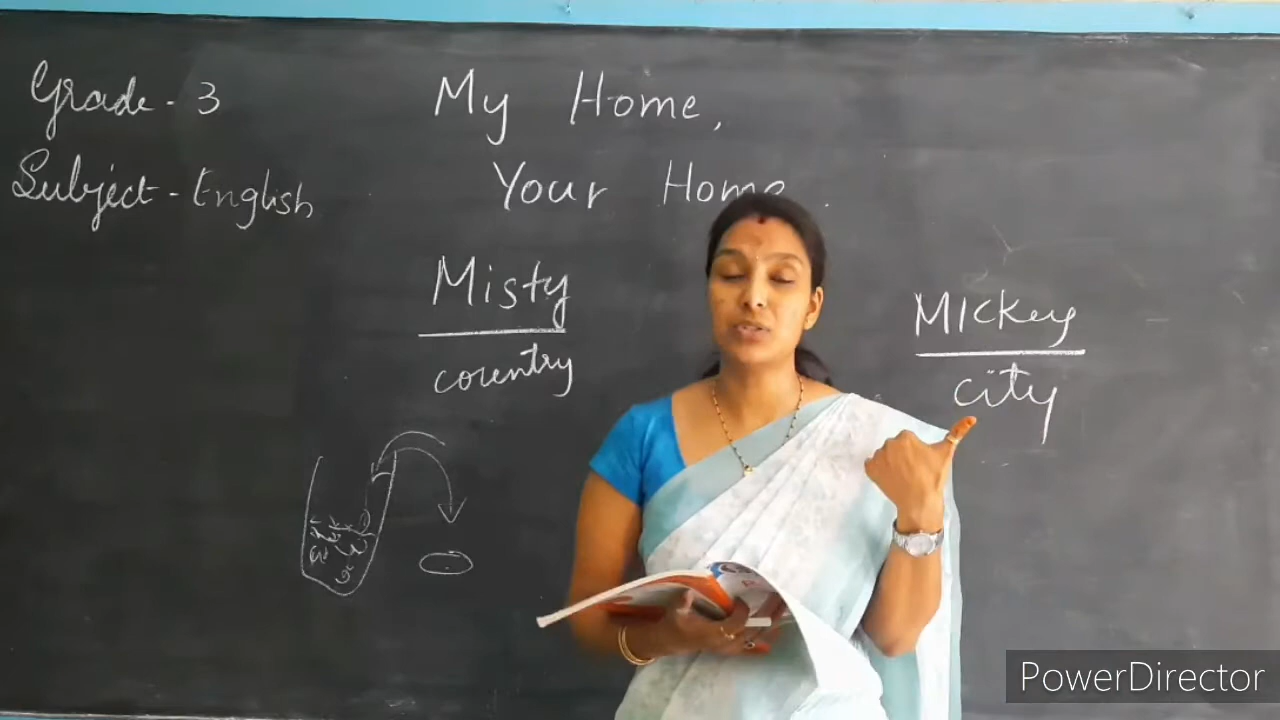 Grade - 3
Subject - English
My Home,
Your Home.
Misty
country
Mickey
city
PowerDirector